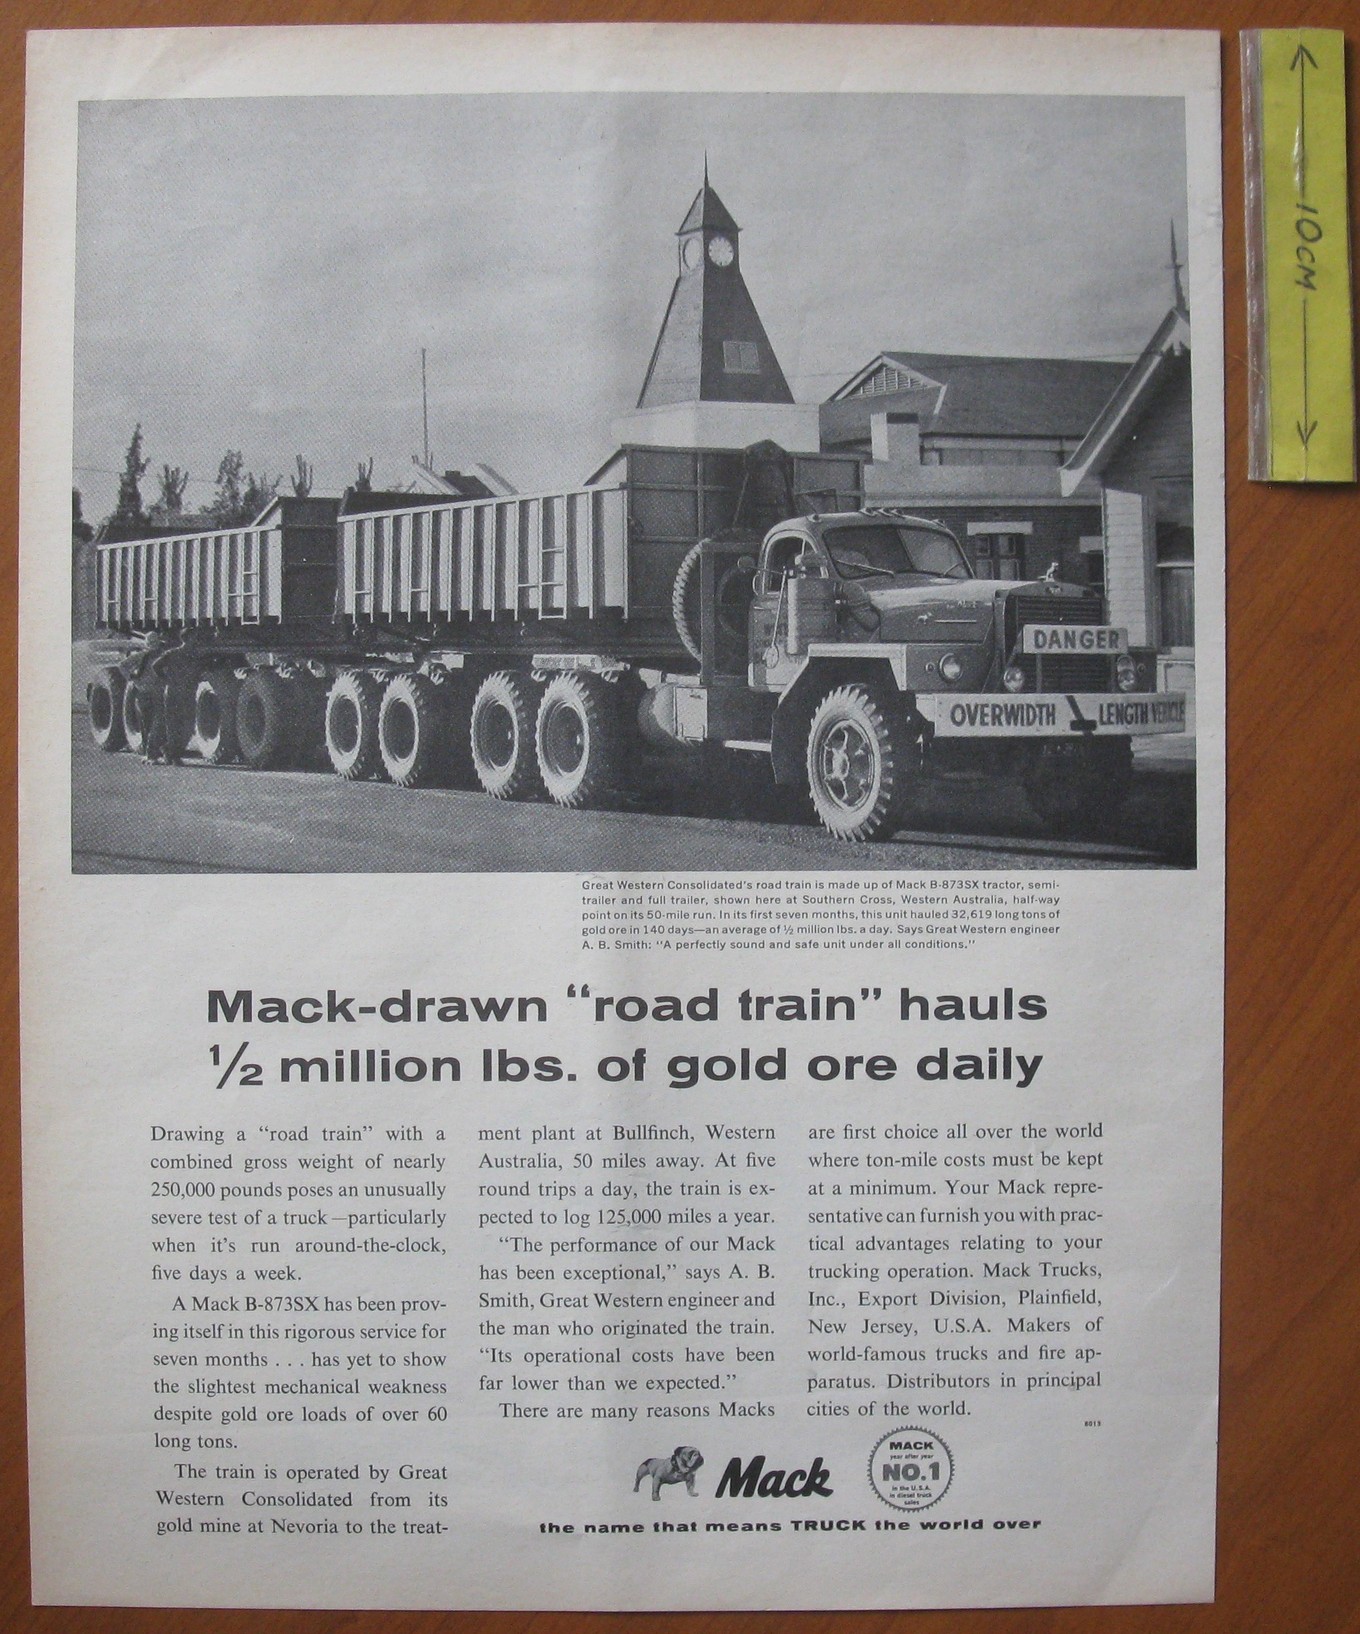 10CM
DANGER
OVERWIDTH LENGTH VEHICLE
Great Western Consolidated's road train is made up of Mack B-873SX tractor, semi-
trailer and full trailer, shown here at Southern Cross, Western Australia, half-way
point on its 50-mile run. In its first seven months, this unit hauled 32,619 long tons of
gold ore in 140 days—an average of ½ million lbs. a day. Says Great Western engineer
A. B. Smith: "A perfectly sound and safe unit under all conditions."
Mack-drawn "road train" hauls
½ million lbs. of gold ore daily
Drawing a "road train" with a
combined gross weight of nearly
250,000 pounds poses an unusually
severe test of a truck—particularly
when it's run around-the-clock,
five days a week.
A Mack B-873SX has been prov-
ing itself in this rigorous service for
seven months . . . has yet to show
the slightest mechanical weakness
despite gold ore loads of over 60
long tons.
The train is operated by Great
Western Consolidated from its
gold mine at Nevoria to the treat-
ment plant at Bullfinch, Western
Australia, 50 miles away. At five
round trips a day, the train is ex-
pected to log 125,000 miles a year.
"The performance of our Mack
has been exceptional," says A. B.
Smith, Great Western engineer and
the man who originated the train.
"Its operational costs have been
far lower than we expected."
There are many reasons Macks
are first choice all over the world
where ton-mile costs must be kept
at a minimum. Your Mack repre-
sentative can furnish you with prac-
tical advantages relating to your
trucking operation. Mack Trucks,
Inc., Export Division, Plainfield,
New Jersey, U.S.A. Makers of
world-famous trucks and fire ap-
paratus. Distributors in principal
cities of the world.
Mack
MACK
year after year
NO.1
in the U.S.A.
in diesel truck
sales
the name that means TRUCK the world over